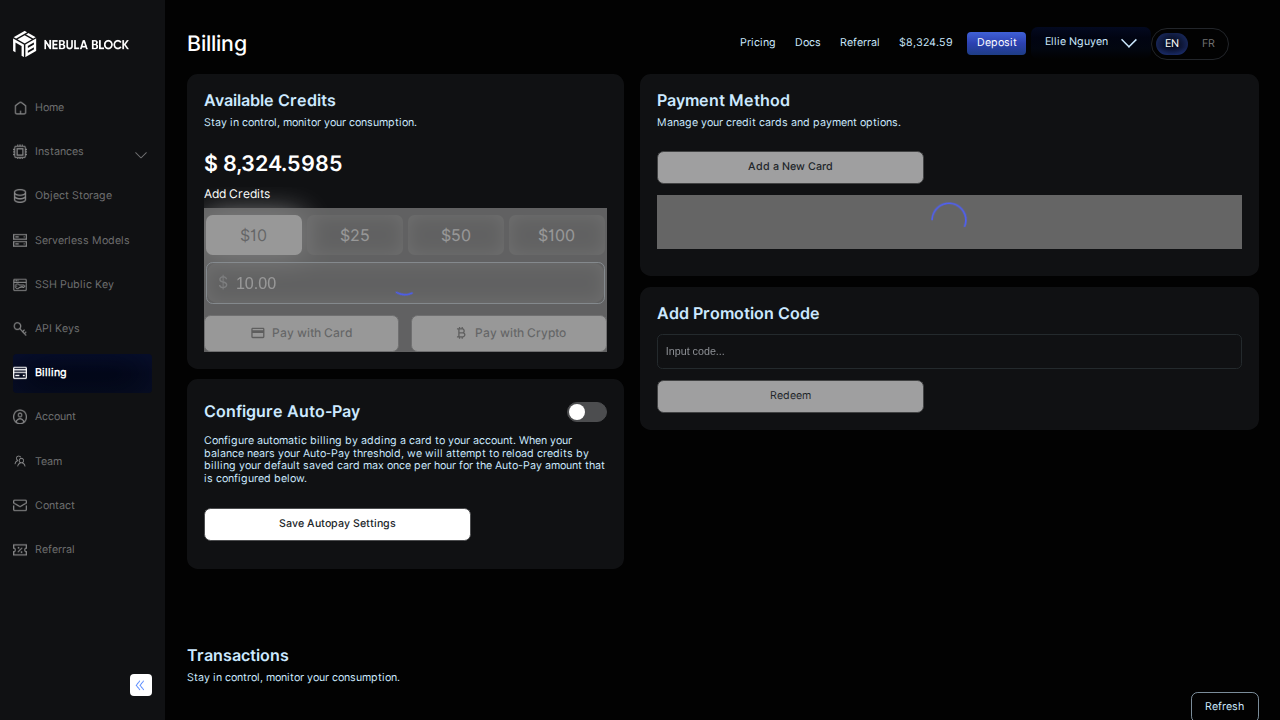 NEBULA BLOCK
Home
Instances
Object Storage
Serverless Models
SSH Public Key
API Keys
Billing
Account
Team
Contact
Referral
Billing
Pricing
Docs
Referral
$8,324.59
Deposit
Ellie Nguyen
EN
FR
Available Credits
Stay in control, monitor your consumption.
$ 8,324.5985
Add Credits
$10
$25
$50
$100
$ 10.00
Pay with Card
Pay with Crypto
Configure Auto-Pay
Configure automatic billing by adding a card to your account. When your
balance nears your Auto-Pay threshold, we will attempt to reload credits by
billing your default saved card max once per hour for the Auto-Pay amount that
is configured below.
Save Autopay Settings
Payment Method
Manage your credit cards and payment options.
Add a New Card
Add Promotion Code
Input code...
Redeem
Transactions
Stay in control, monitor your consumption.
Refresh